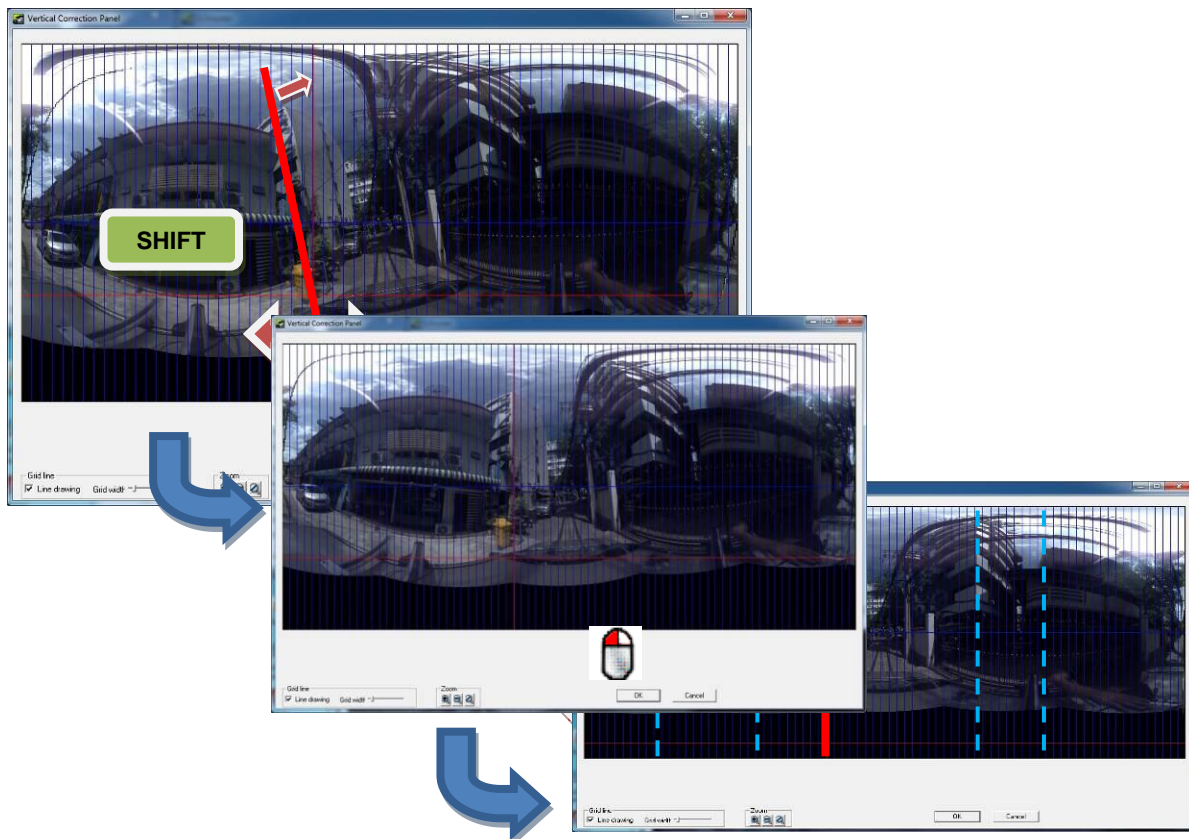 Vertical Correction Panel
SHIFT
Grid line
Line drawing Grid width
Zoom
Vertical Correction Panel
Grid line
Line drawing Grid width
Zoom
OK Cancel
Grid line
Line drawing Grid width
Zoom
OK Cancel